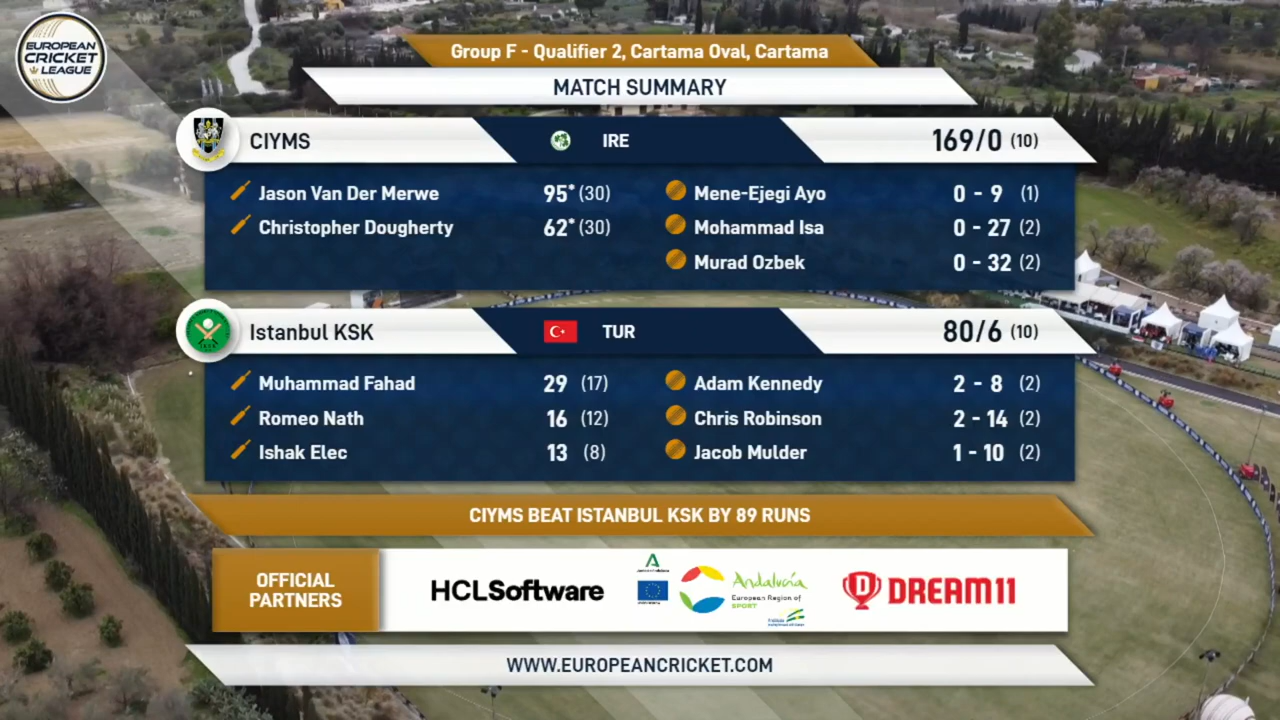 EUROPEAN
CRICKET
LEAGUE
Group F - Qualifier 2, Cartama Oval, Cartama
MATCH SUMMARY
CIYMS IRE 169/0 (10)
Jason Van Der Merwe 95* (30) Mene-Ejegi Ayo 0 - 9 (1)
Christopher Dougherty 62* (30) Mohammad Isa 0 - 27 (2)
Murad Ozbek 0 - 32 (2)
Istanbul KSK TUR 80/6 (10)
Muhammad Fahad 29 (17) Adam Kennedy 2 - 8 (2)
Romeo Nath 16 (12) Chris Robinson 2 - 14 (2)
Ishak Elec 13 (8) Jacob Mulder 1 - 10 (2)
CIYMS BEAT ISTANBUL KSK BY 89 RUNS
OFFICIAL
PARTNERS
HCLSoftware
Andalucía
European Region of
SPORT
DREAM11
WWW.EUROPEANCRICKET.COM